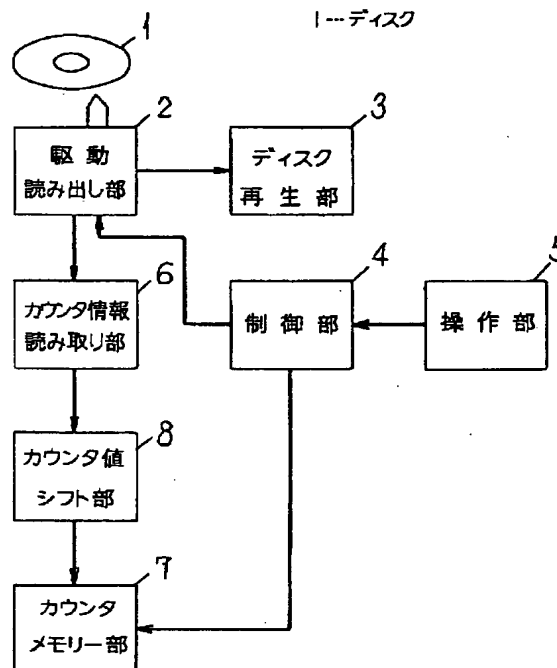 1
1---ディスク
2
駆動
読み出し部
3
ディスク
再生部
4
制御部
5
操作部
6
カウンタ情報
読み取り部
8
カウンタ値
シフト部
7
カウンタ
メモリー部